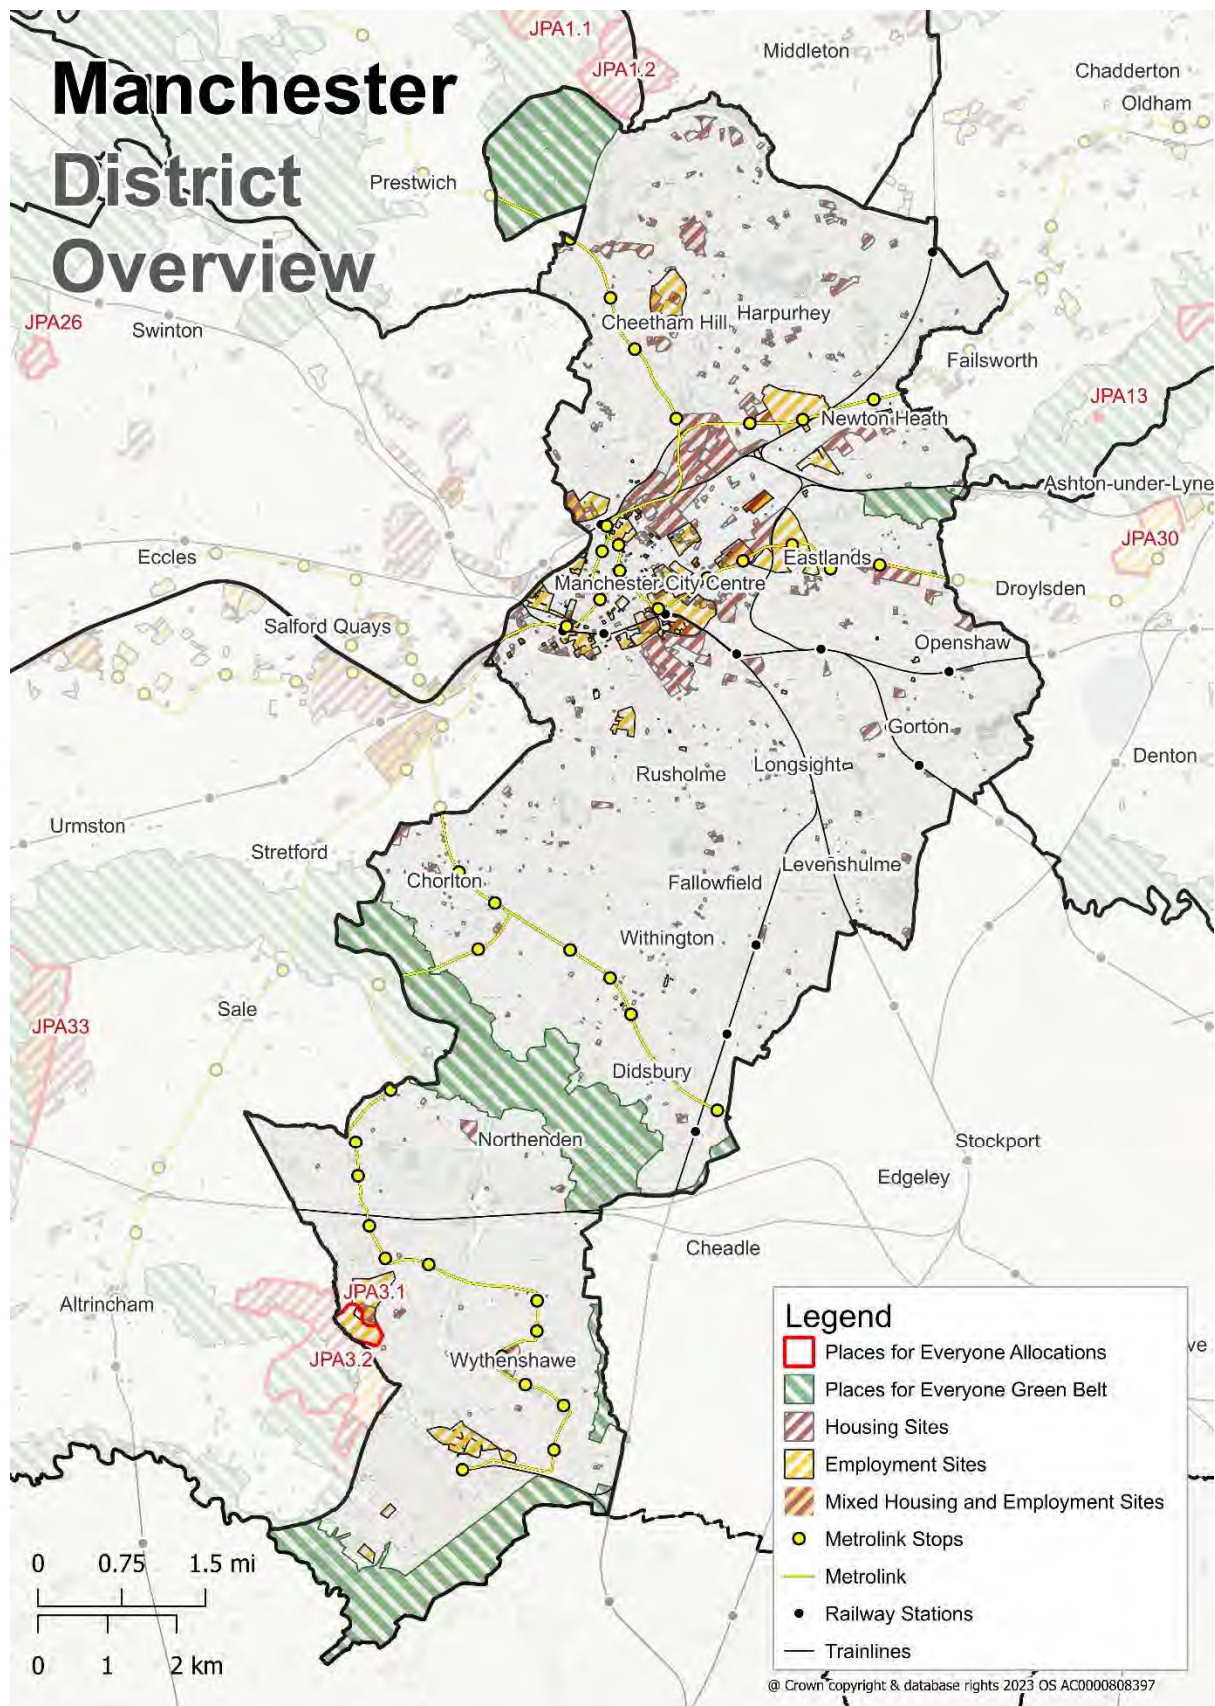 Manchester
District
Overview
JPA1.1
JPA1.2
Middleton
Chadderton
Oldham
Prestwich
JPA26
Swinton
Cheetham Hill
Harpurhey
Failsworth
JPA13
Newton Heath
Ashton-under-Lyne
JPA30
Eccles
Eastlands
Manchester City Centre
Droylsden
Salford Quays
Openshaw
Gorton
Denton
Longsight
Rusholme
Urmston
Stretford
Levenshulme
Chorlton
Fallowfield
Withington
Sale
JPA33
Didsbury
Northenden
Stockport
Edgeley
Cheadle
JPA3.1
Altrincham
JPA3.2
Wythenshawe
ve
Legend
Places for Everyone Allocations
Places for Everyone Green Belt
Housing Sites
Employment Sites
Mixed Housing and Employment Sites
Metrolink Stops
Metrolink
Railway Stations
Trainlines
0 0.75 1.5 mi
0 1 2 km
@ Crown copyright & database rights 2023 OS AC0000808397